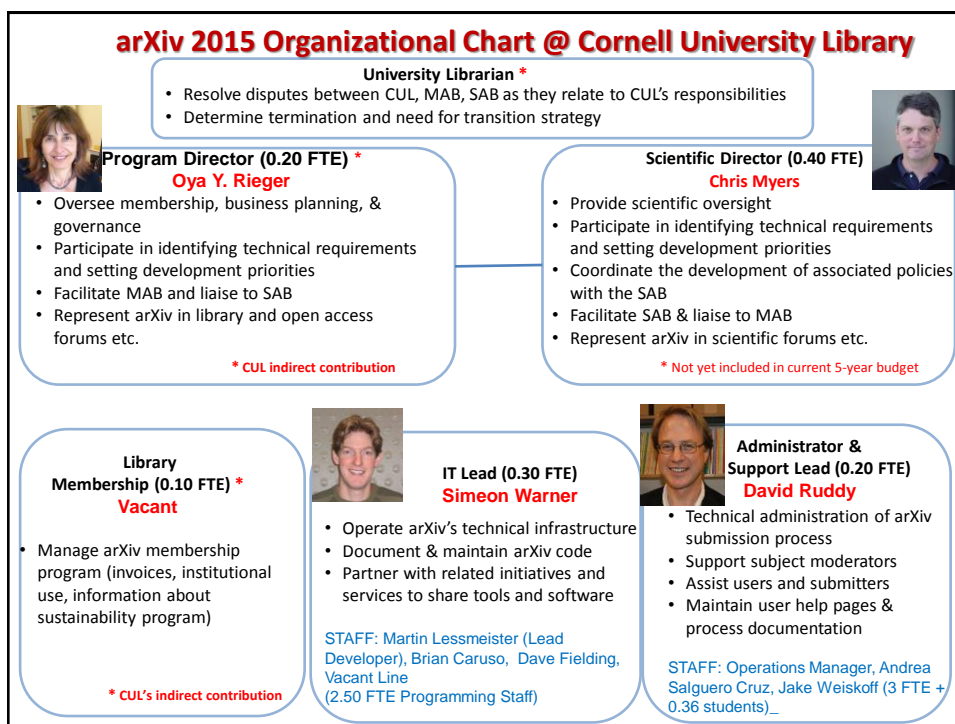 arXiv 2015 Organizational Chart @ Cornell University Library
University Librarian *
• Resolve disputes between CUL, MAB, SAB as they relate to CUL's responsibilities
• Determine termination and need for transition strategy
Program Director (0.20 FTE) *
Oya Y. Rieger
• Oversee membership, business planning, &
governance
• Participate in identifying technical requirements
and setting development priorities
• Facilitate MAB and liaise to SAB
• Represent arXiv in library and open access
forums etc.
* CUL indirect contribution
Scientific Director (0.40 FTE)
Chris Myers
• Provide scientific oversight
• Participate in identifying technical requirements
and setting development priorities
• Coordinate the development of associated policies
with the SAB
• Facilitate SAB & liaise to MAB
• Represent arXiv in scientific forums etc.
* Not yet included in current 5-year budget
Library
Membership (0.10 FTE) *
Vacant
• Manage arXiv membership
program (invoices, institutional
use, information about
sustainability program)
* CUL's indirect contribution
IT Lead (0.30 FTE)
Simeon Warner
• Operate arXiv's technical infrastructure
• Document & maintain arXiv code
• Partner with related initiatives and
services to share tools and software
STAFF: Martin Lessmeister (Lead
Developer), Brian Caruso, Dave Fielding,
Vacant Line
(2.50 FTE Programming Staff)
Administrator &
Support Lead (0.20 FTE)
David Ruddy
• Technical administration of arXiv
submission process
• Support subject moderators
• Assist users and submitters
• Maintain user help pages &
process documentation
STAFF: Operations Manager, Andrea
Salguero Cruz, Jake Weiskoff (3 FTE +
0.36 students)_